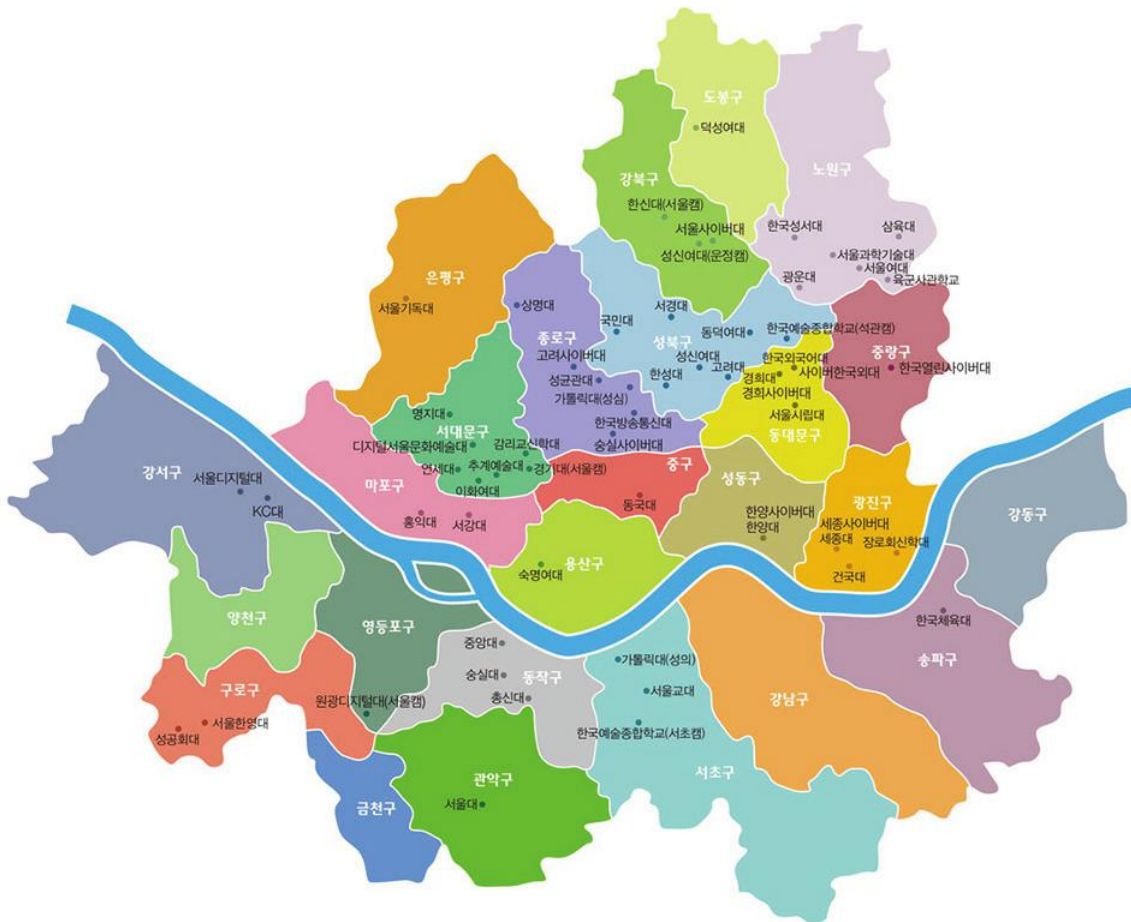 도봉구
덕성여대
노원구
강북구
한신대(서울캠)
서울사이버대
성신여대(운정캠)
한국성서대
삼육대
서울과학기술대
서울여대
육군사관학교
광운대
은평구
서울기독대
상명대
종로구
고려사이버대
성균관대
가톨릭대(성심)
한국방송통신대
숭실사이버대
국민대
서경대
성북구
동덕여대
한국예술종합학교(석관캠)
성신여대
고려대
한성대
중랑구
한국열린사이버대
한국외국어대
사이버한국외대
경희대
경희사이버대
서울시립대
동대문구
명지대
서대문구
디지털서울문화예술대
감리교신학대
연세대
추계예술대
경기대(서울캠)
이화여대
마포구
홍익대
서강대
중구
동국대
성동구
한양사이버대
한양대
광진구
세종사이버대
세종대
장로회신학대
건국대
강동구
강서구
서울디지털대
KC대
용산구
숙명여대
양천구
영등포구
원광디지털대(서울캠)
구로구
서울한영대
성공회대
동작구
중앙대
숭실대
총신대
가톨릭대(성의)
서울교대
한국예술종합학교(서초캠)
서초구
강남구
송파구
한국체육대
금천구
관악구
서울대